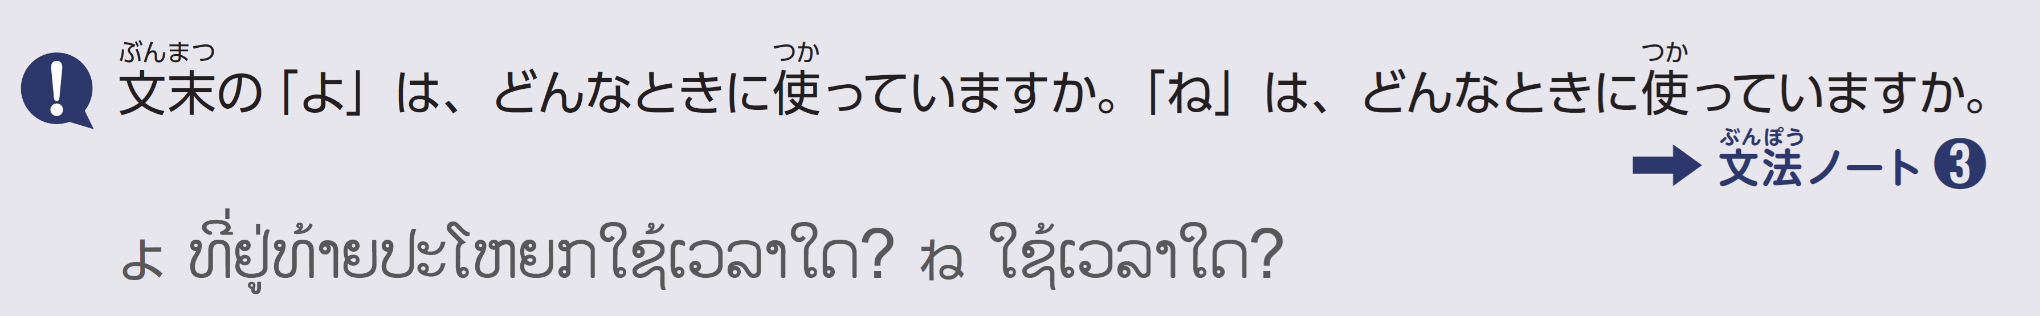 ぶんまつ つか つか
! 文末の「よ」は、どんなときに使っていますか。「ね」は、どんなときに使っていますか。
ぶんぽう
➡ 文法ノート ❸
よ ທີ່ຢູ່ທ້າຍປະໂຫຍກໃຊ້ເວລາໃດ? ね ໃຊ້ເວລາໃດ?